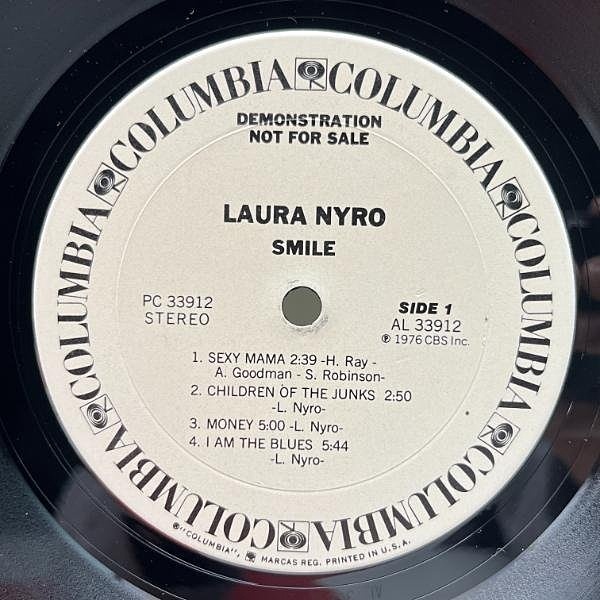 COLUMBIA COLUMBIA COLUMBIA COLUMBIA COLUMBIA COLUMBIA
DEMONSTRATION
NOT FOR SALE
LAURA NYRO
SMILE
PC 33912
STEREO
SIDE 1
AL 33912
℗ 1976 CBS Inc.
1. SEXY MAMA 2:39 -H. Ray -
A. Goodman - S. Robinson-
2. CHILDREN OF THE JUNKS 2:50
-L. Nyro-
3. MONEY 5:00 -L. Nyro-
4. I AM THE BLUES 5:44
-L. Nyro-
®"COLUMBIA", MARCAS REG. PRINTED IN U.S.A.